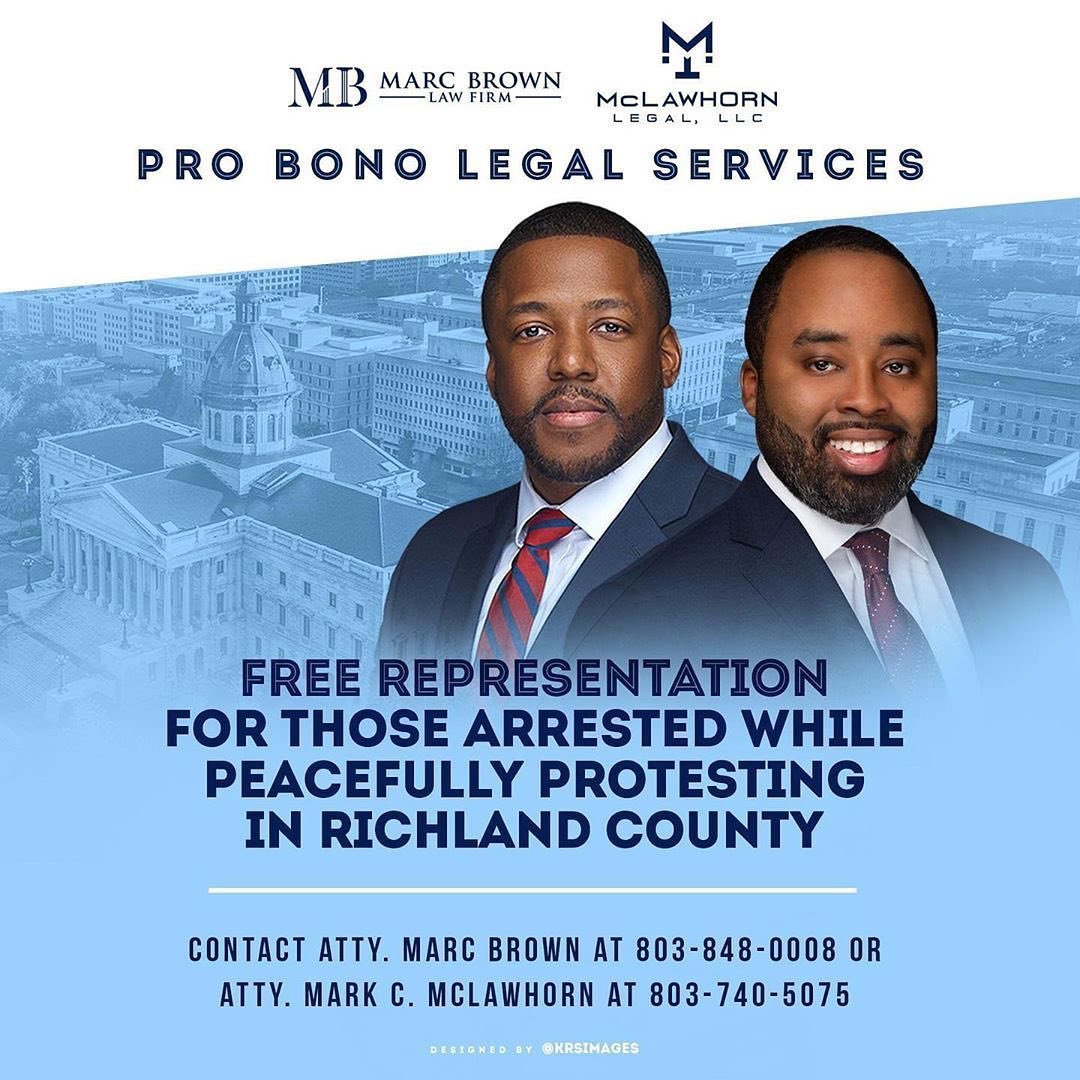 MB MARC BROWN
LAW FIRM
MCLAWHORN
LEGAL, LLC
PRO BONO LEGAL SERVICES
FREE REPRESENTATION
FOR THOSE ARRESTED WHILE
PEACEFULLY PROTESTING
IN RICHLAND COUNTY
CONTACT ATTY. MARC BROWN AT 803-848-0008 OR
ATTY. MARK C. MCLAWHORN AT 803-740-5075
DESIGNED BY @KRSIMAGES